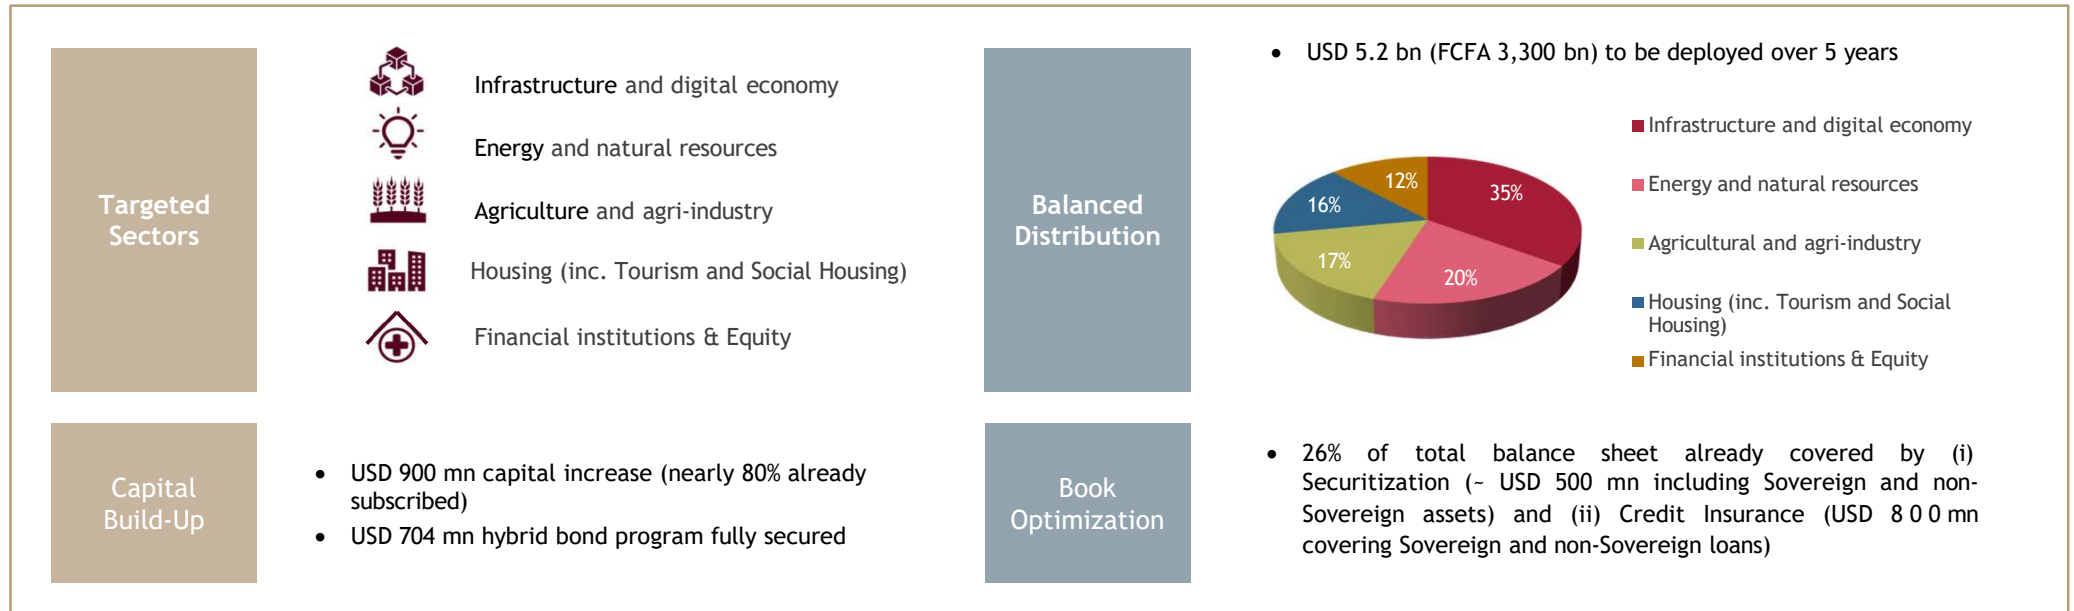 Targeted
Sectors
Infrastructure and digital economy
Energy and natural resources
Agriculture and agri-industry
Housing (inc. Tourism and Social Housing)
Financial institutions & Equity
Balanced
Distribution
• USD 5.2 bn (FCFA 3,300 bn) to be deployed over 5 years
35%
20%
17%
16%
12%
Infrastructure and digital economy
Energy and natural resources
Agricultural and agri-industry
Housing (inc. Tourism and Social
Housing)
Financial institutions & Equity
Capital
Build-Up
• USD 900 mn capital increase (nearly 80% already
subscribed)
• USD 704 mn hybrid bond program fully secured
Book
Optimization
• 26% of total balance sheet already covered by (i)
Securitization (~ USD 500 mn including Sovereign and non-
Sovereign assets) and (ii) Credit Insurance (USD 800mn
covering Sovereign and non-Sovereign loans)